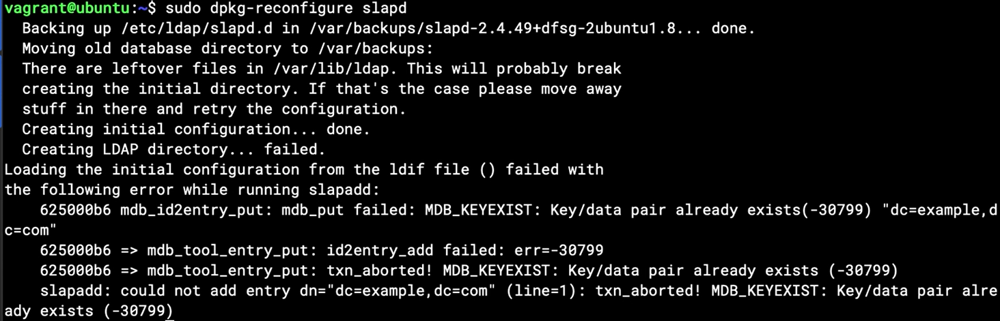 vagrant@ubuntu:~$ sudo dpkg-reconfigure slapd
  Backing up /etc/ldap/slapd.d in /var/backups/slapd-2.4.49+dfsg-2ubuntu1.8... done.
  Moving old database directory to /var/backups:
  There are leftover files in /var/lib/ldap. This will probably break
  creating the initial directory. If that's the case please move away
  stuff in there and retry the configuration.
  Creating initial configuration... done.
  Creating LDAP directory... failed.
Loading the initial configuration from the ldif file () failed with
the following error while running slapadd:
    625000b6 mdb_id2entry_put: mdb_put failed: MDB_KEYEXIST: Key/data pair already exists(-30799) "dc=example,d
c=com"
    625000b6 => mdb_tool_entry_put: id2entry_add failed: err=-30799
    625000b6 => mdb_tool_entry_put: txn_aborted! MDB_KEYEXIST: Key/data pair already exists (-30799)
    slapadd: could not add entry dn="dc=example,dc=com" (line=1): txn_aborted! MDB_KEYEXIST: Key/data pair alre
ady exists (-30799)